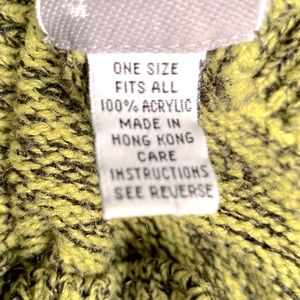 ONE SIZE
FITS ALL
100% ACRYLIC
MADE IN
HONG KONG
CARE
INSTRUCTIONS
SEE REVERSE